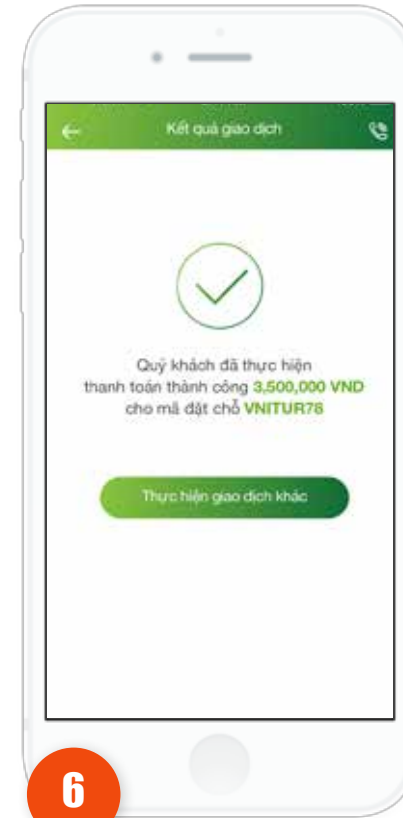 Kết quả giao dịch
Quý khách đã thực hiện
thanh toán thành công 3,500,000 VND
cho mã đặt chỗ VNITUR78
Thực hiện giao dịch khác
6